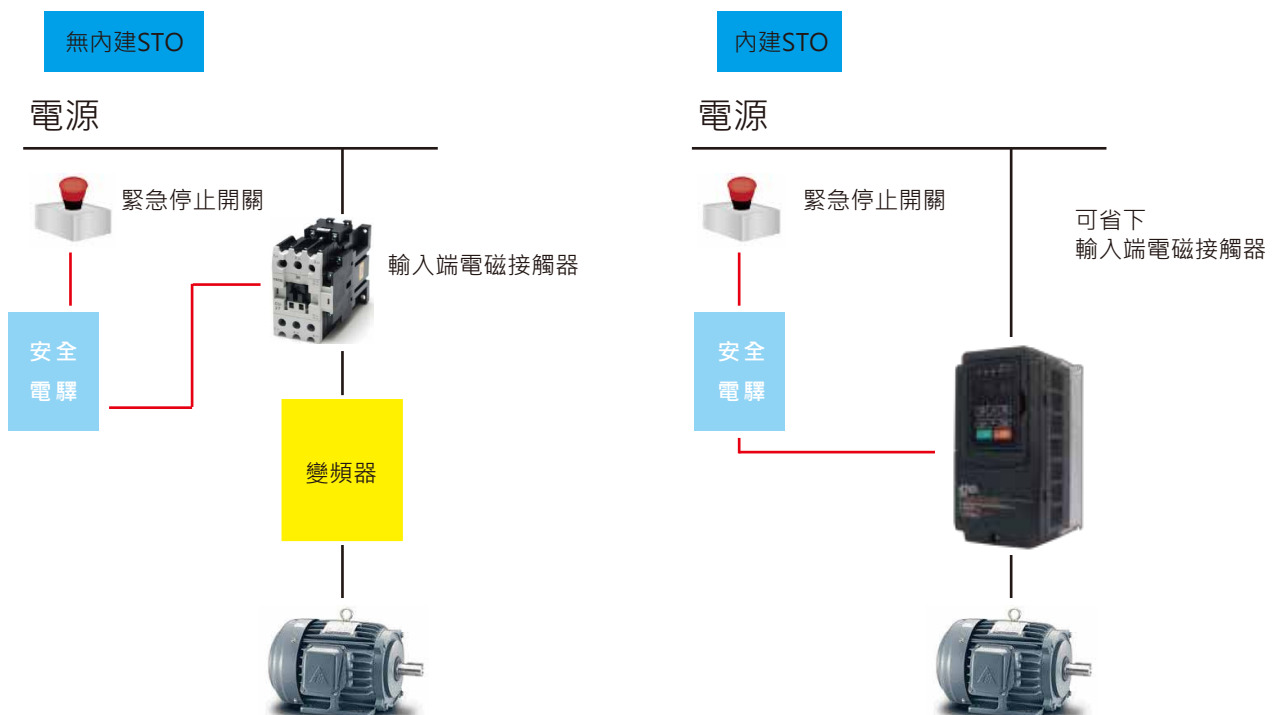 無內建STO
電源
緊急停止開關
輸入端電磁接觸器
安全
電驛
變頻器
內建STO
電源
緊急停止開關
可省下
輸入端電磁接觸器
安全
電驛